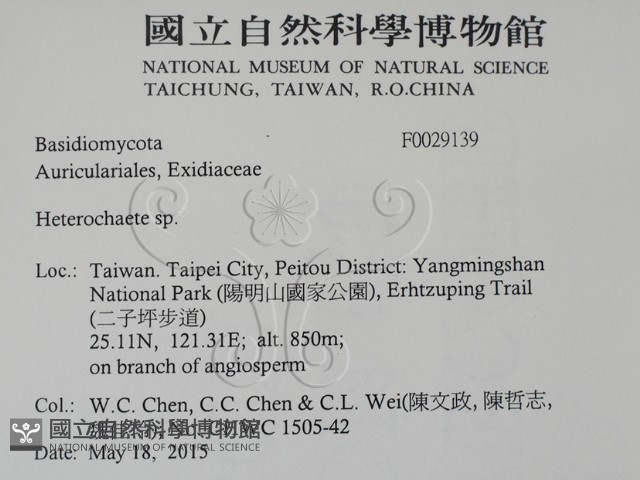 國立自然科學博物館
NATIONAL MUSEUM OF NATURAL SCIENCE
TAICHUNG, TAIWAN, R.O.CHINA
Basidiomycota F0029139
Auriculariales, Exidiaceae
Heterochaete sp.
Loc.: Taiwan. Taipei City, Peitou District: Yangmingshan
National Park (陽明山國家公園), Erhtzuping Trail
(二子坪步道)
25.11N, 121.31E; alt. 850m;
on branch of angiosperm
Col.: W.C. Chen, C.C. Chen & C.L. Wei(陳文政, 陳哲志,
1505-42
國立自然科學博物館
NATIONAL MUSEUM OF NATURAL SCIENCE
Date: May 18, 2015